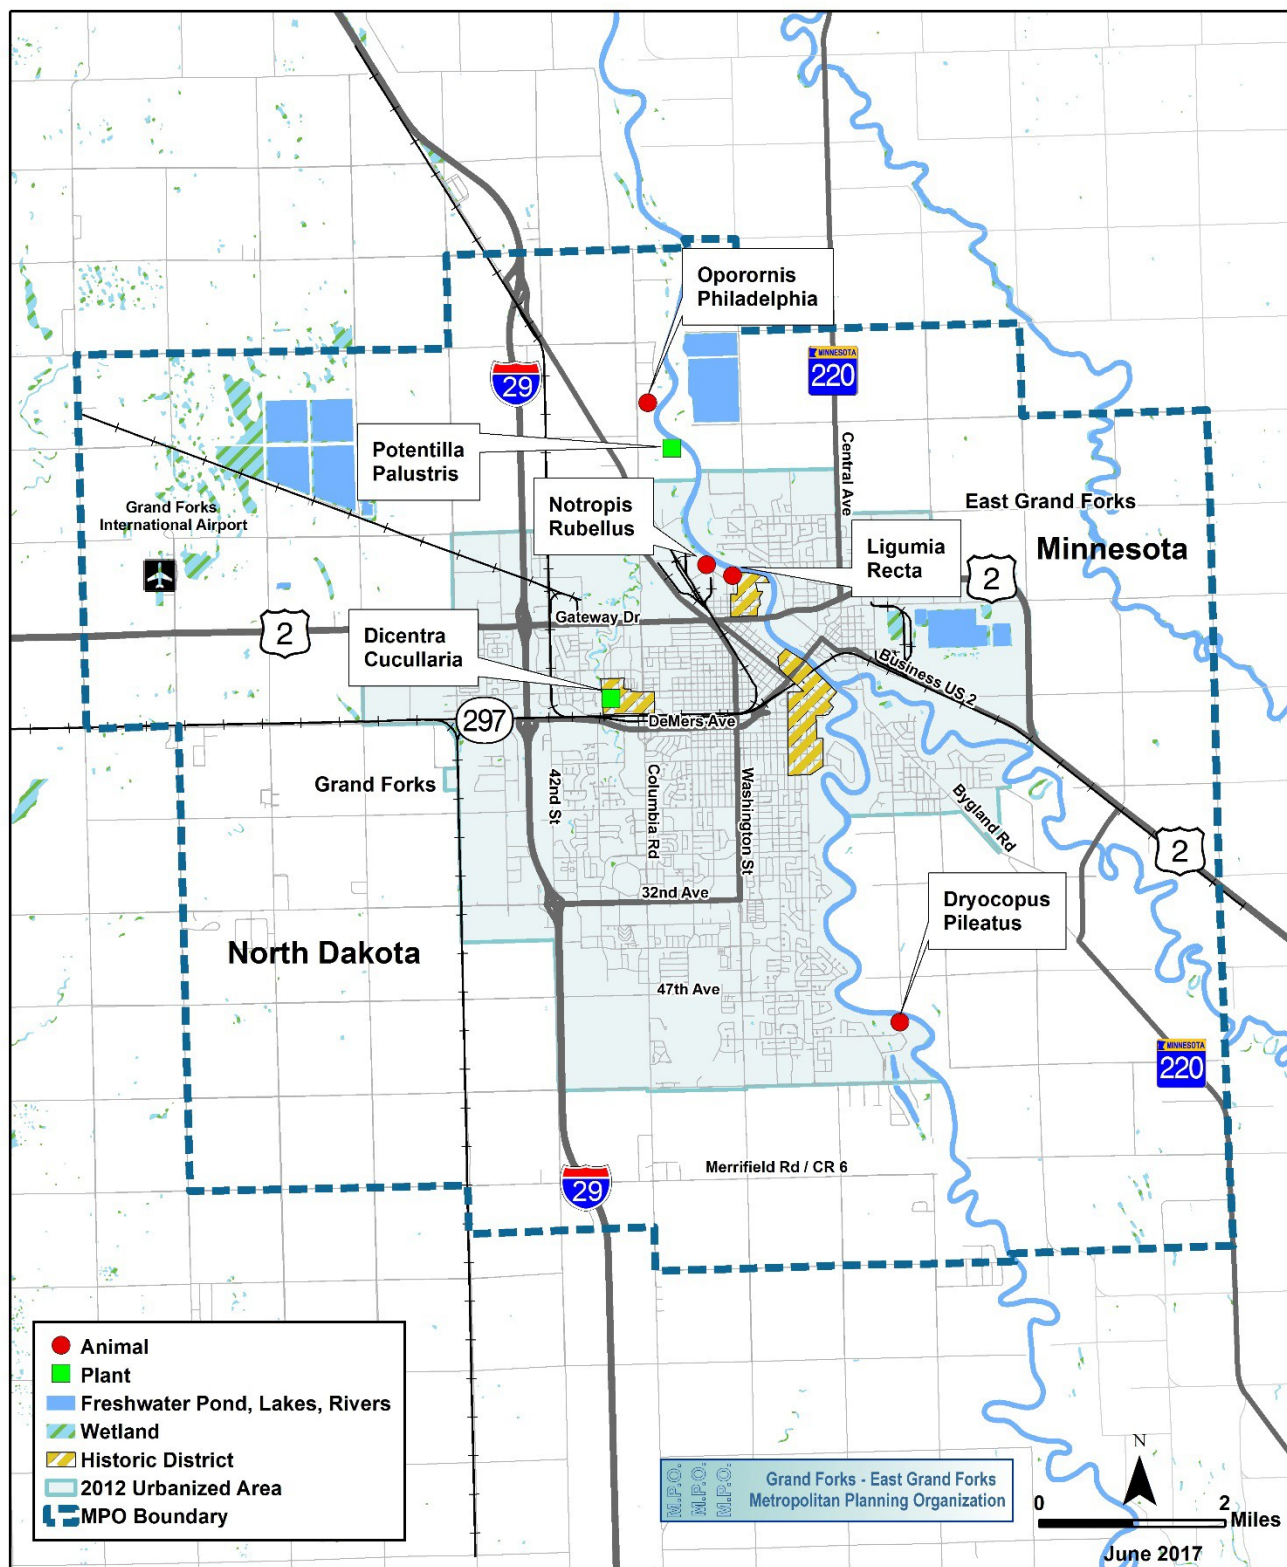 Opororis
Philadelphia
MINNESOTA
220
29
Potentilla
Palustris
Central Ave
Notropis
Rubellus
East Grand Forks
Grand Forks
International Airport
Ligumia
Recta
Minnesota
2
2
Gateway Dr
Dicentra
Cucullaria
Business US 2
297
DeMers Ave
Grand Forks
42nd St
Columbia Rd
Washington St
Bygland Rd
2
32nd Ave
Dryocopus
Pileatus
North Dakota
47th Ave
MINNESOTA
220
Merrifield Rd / CR 6
29
Animal
Plant
Freshwater Pond, Lakes, Rivers
Wetland
Historic District
2012 Urbanized Area
MPO Boundary
M.P.O.
M.P.O.
M.P.O.
Grand Forks - East Grand Forks
Metropolitan Planning Organization
N
0 2
Miles
June 2017